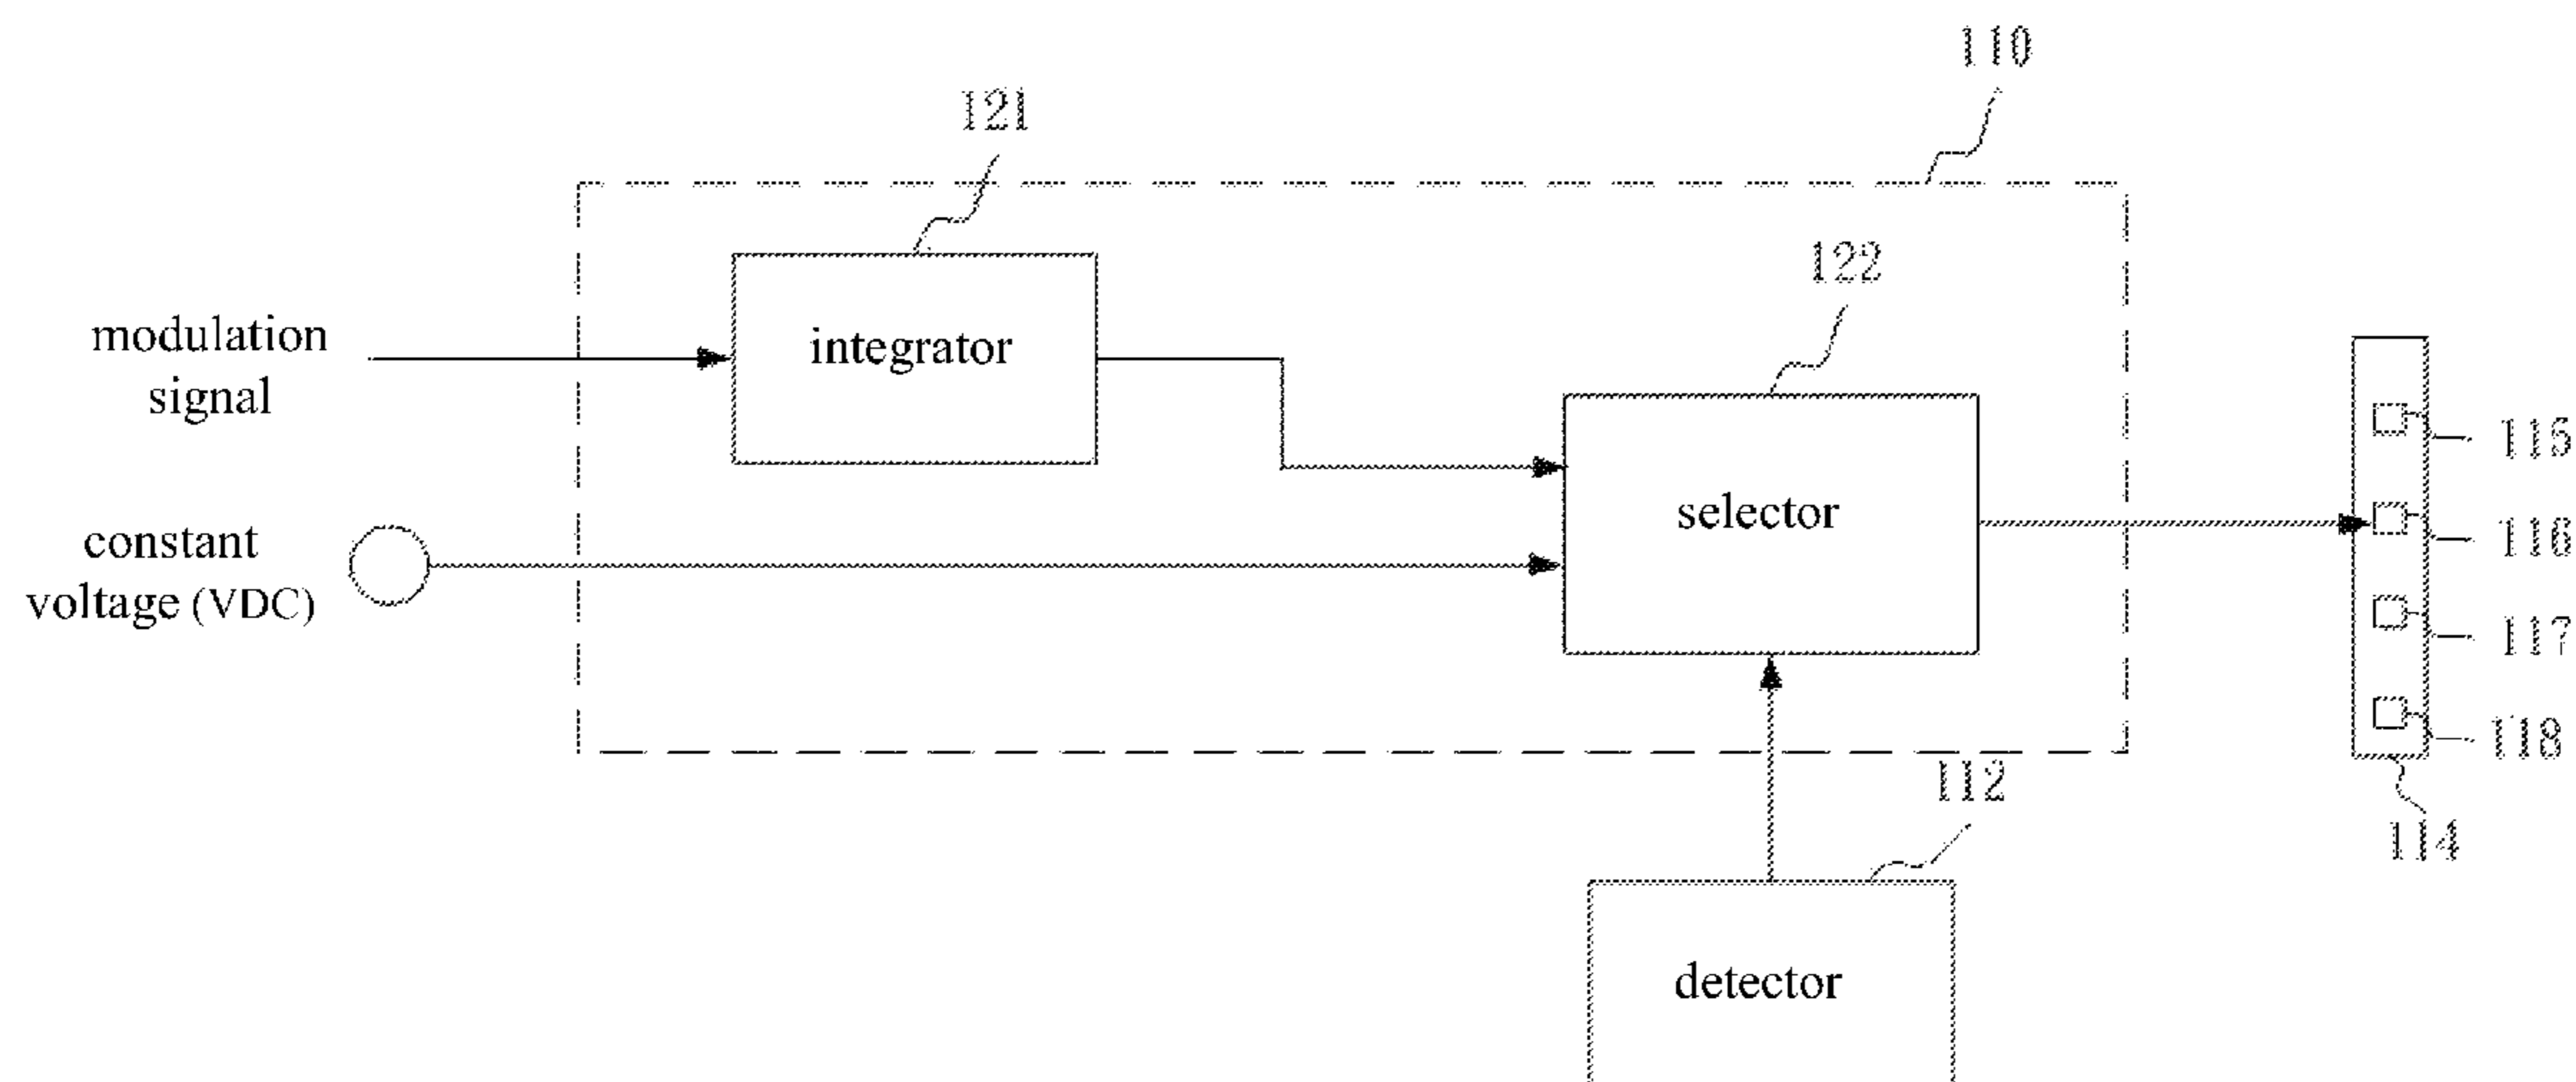 110
121
122
modulation
signal
integrator
115
selector
116
constant
voltage (VDC)
117
118
112
114
detector